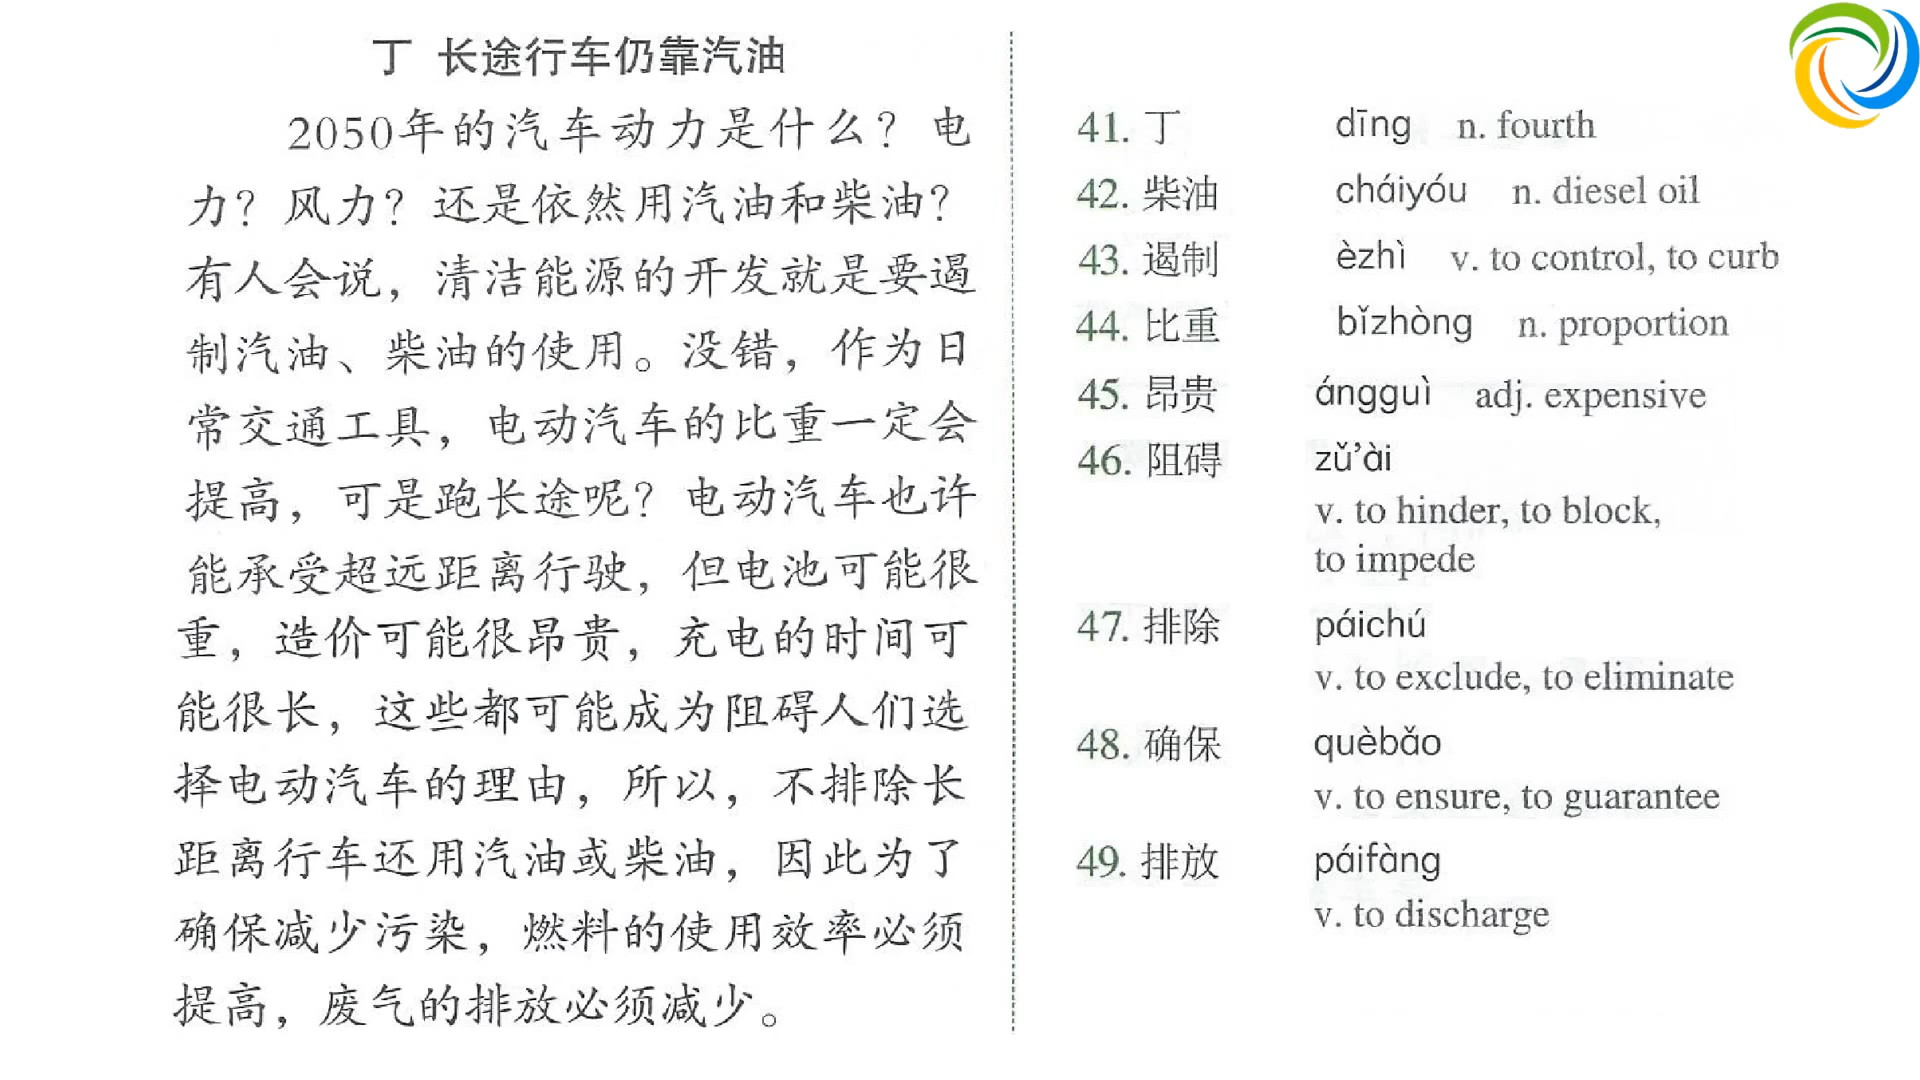 丁 长途行车仍靠汽油
2050年的汽车动力是什么？电
力？风力？还是依然用汽油和柴油？
有人会说，清洁能源的开发就是要遏
制汽油、柴油的使用。没错，作为日
常交通工具，电动汽车的比重一定会
提高，可是跑长途呢？电动汽车也许
能承受超远距离行驶，但电池可能很
重，造价可能很昂贵，充电的时间可
能很长，这些都可能成为阻碍人们选
择电动汽车的理由，所以，不排除长
距离行车还用汽油或柴油，因此为了
确保减少污染，燃料的使用效率必须
提高，废气的排放必须减少。
41. 丁 dīng n. fourth
42. 柴油 cháiyóu n. diesel oil
43. 遏制 èzhì v. to control, to curb
44. 比重 bǐzhòng n. proportion
45. 昂贵 ángguì adj. expensive
46. 阻碍 zǔ'ài
v. to hinder, to block,
to impede
47. 排除 páichú
v. to exclude, to eliminate
48. 确保 quèbǎo
v. to ensure, to guarantee
49. 排放 páifàng
v. to discharge